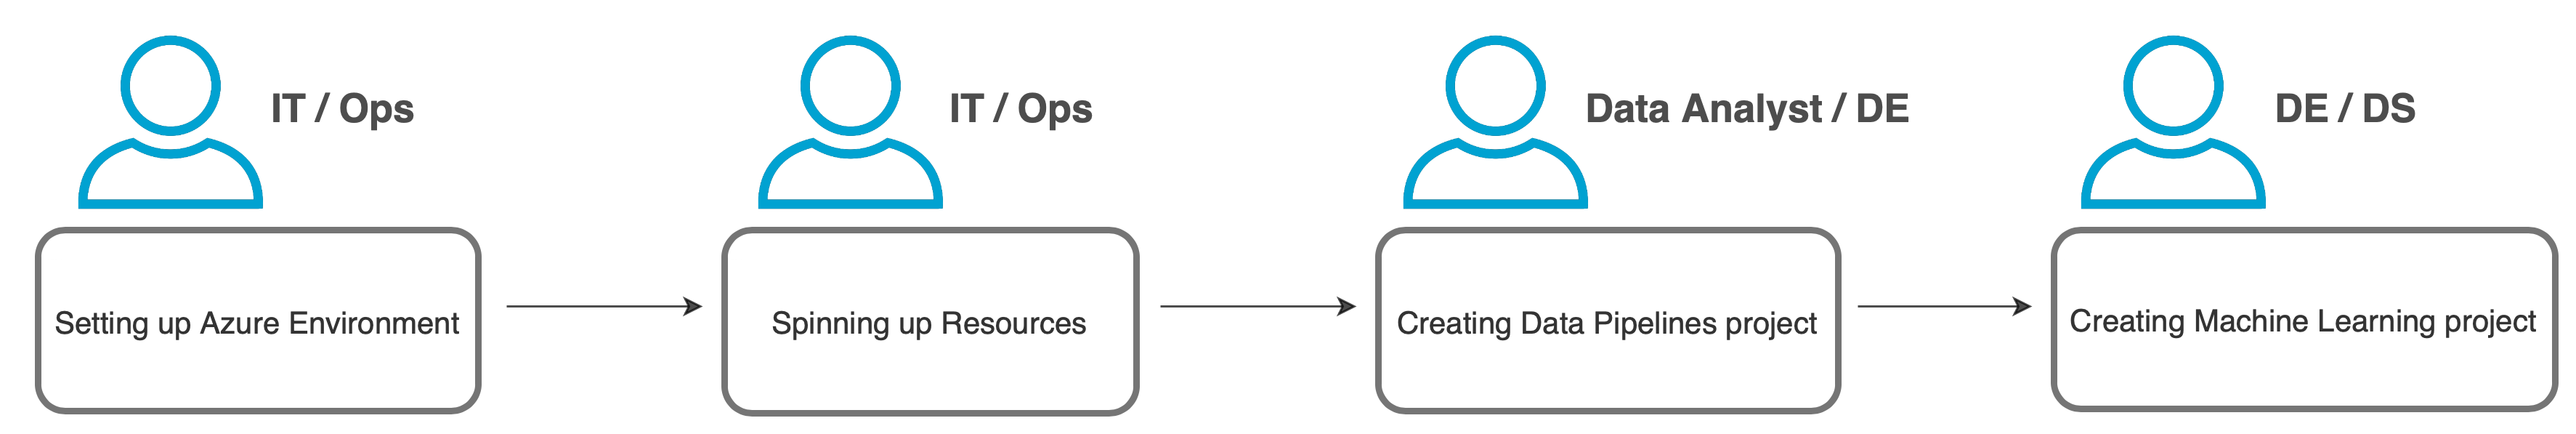 IT / Ops
IT / Ops
Data Analyst / DE
DE / DS
Setting up Azure Environment
Spinning up Resources
Creating Data Pipelines project
Creating Machine Learning project